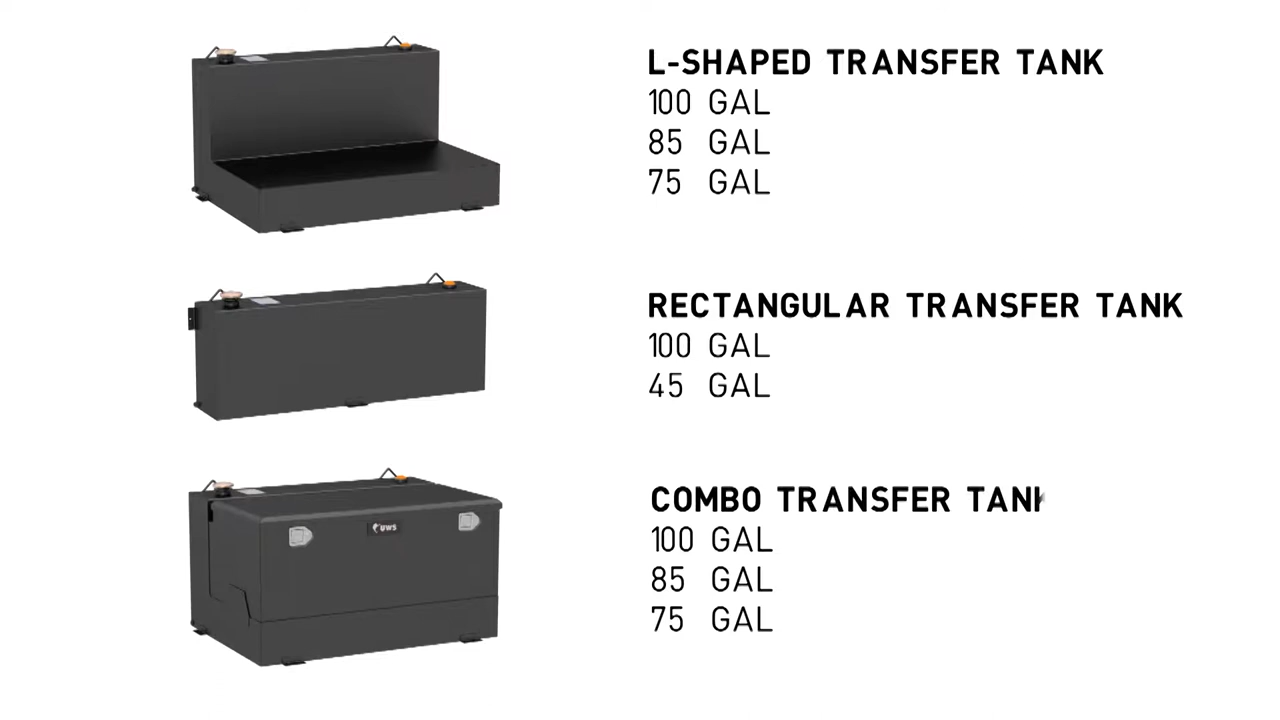 L-SHAPED TRANSFER TANK
100 GAL
85 GAL
75 GAL
RECTANGULAR TRANSFER TANK
100 GAL
45 GAL
COMBO TRANSFER
100 GAL
85 GAL
75 GAL
UWS